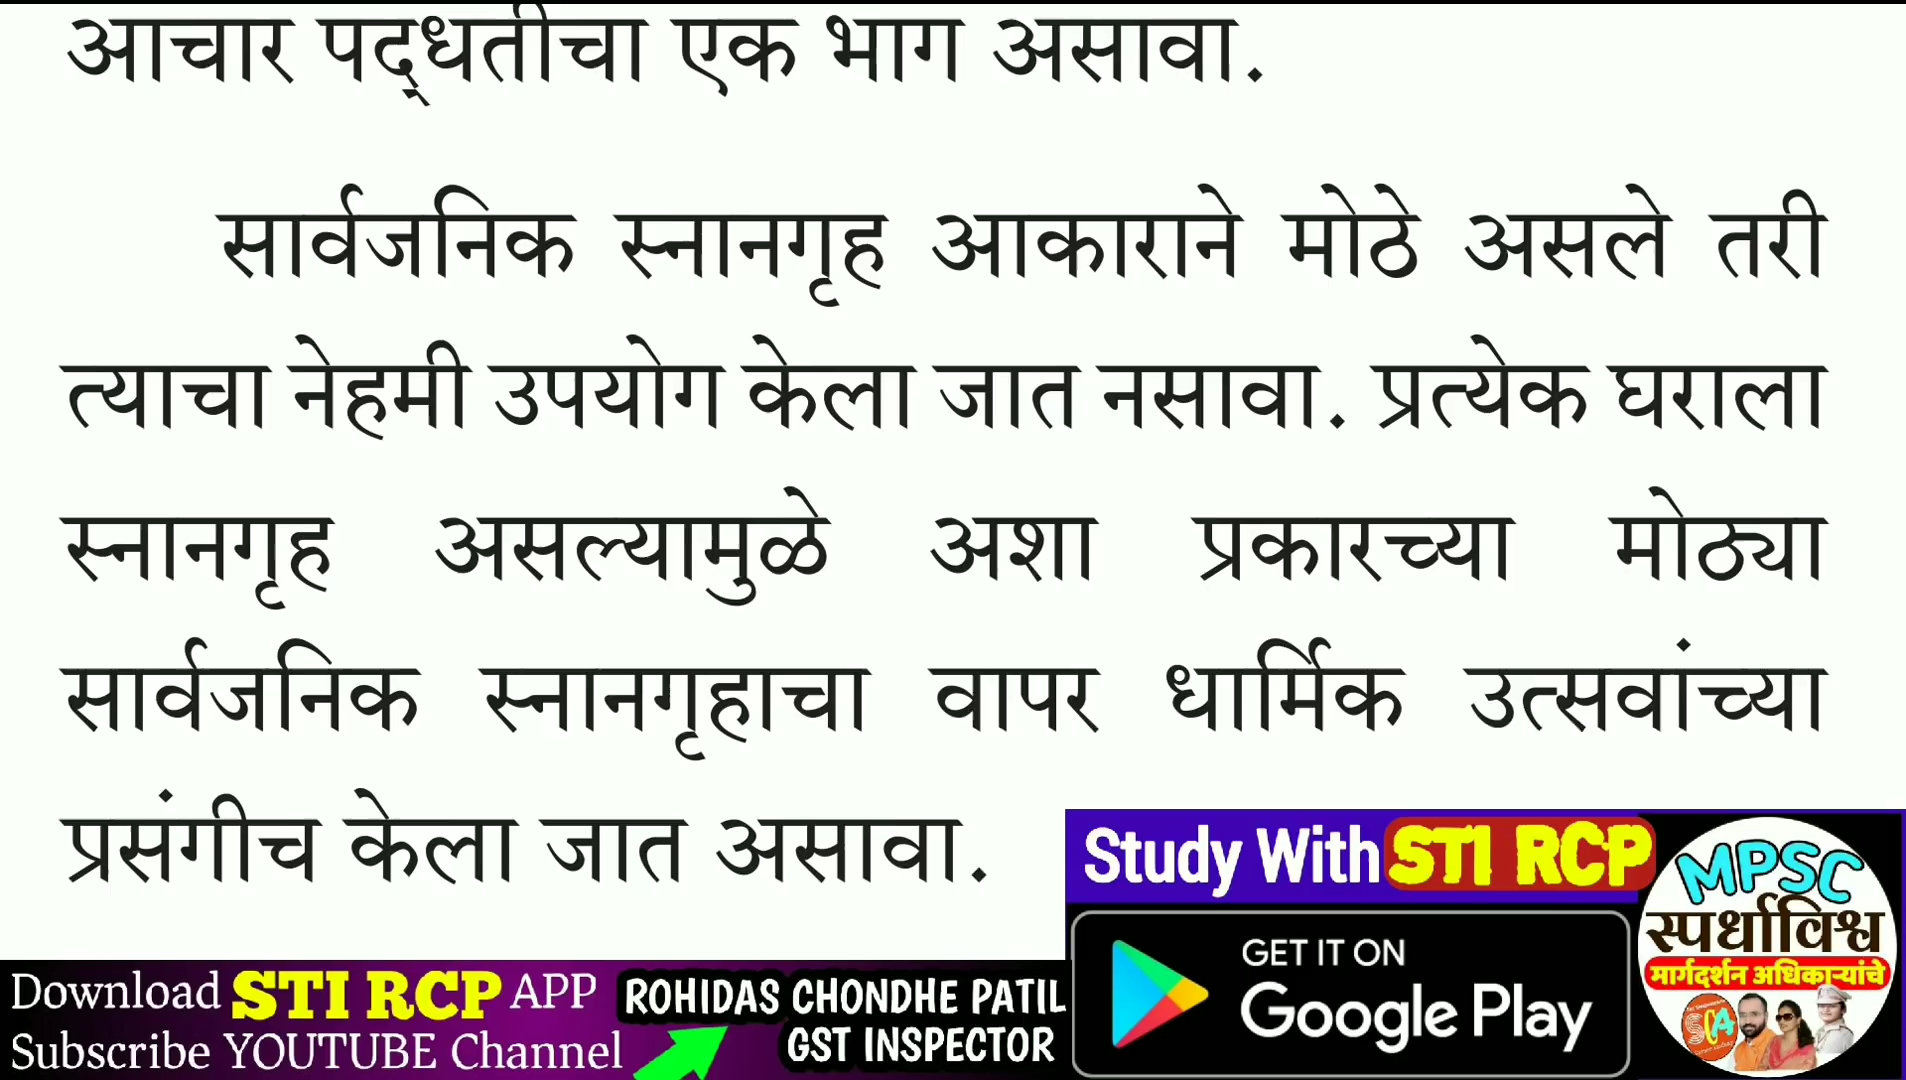 आचार पद्‌धतीचा एक भाग असावा.
सार्वजनिक स्नानगृह आकाराने मोठे असले तरी
त्याचा नेहमी उपयोग केला जात नसावा. प्रत्येक घराला
स्नानगृह असल्यामुळे अशा प्रकारच्या मोठ्या
सार्वजनिक स्नानगृहाचा वापर धार्मिक उत्सवांच्या
प्रसंगीच केला जात असावा.
Study With STI RCP
GET IT ON
Google Play
MPSC
स्पर्धाविश्व
मार्गदर्शन अधिकाऱ्यांचे
SCA
Download STI RCP APP
Subscribe YOUTUBE Channel
ROHIDAS CHONDHE PATIL
GST INSPECTOR